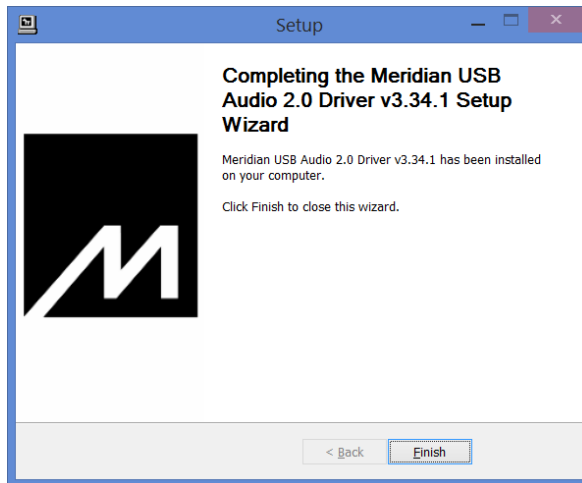 Setup
Completing the Meridian USB
Audio 2.0 Driver v3.34.1 Setup
Wizard
Meridian USB Audio 2.0 Driver v3.34.1 has been installed
on your computer.
Click Finish to close this wizard.
< Back Finish